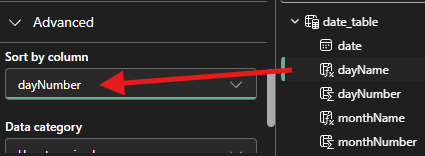 Advanced
Sort by column
dayNumber
Data category
date_table
date
dayName
dayNumber
monthName
monthNumber